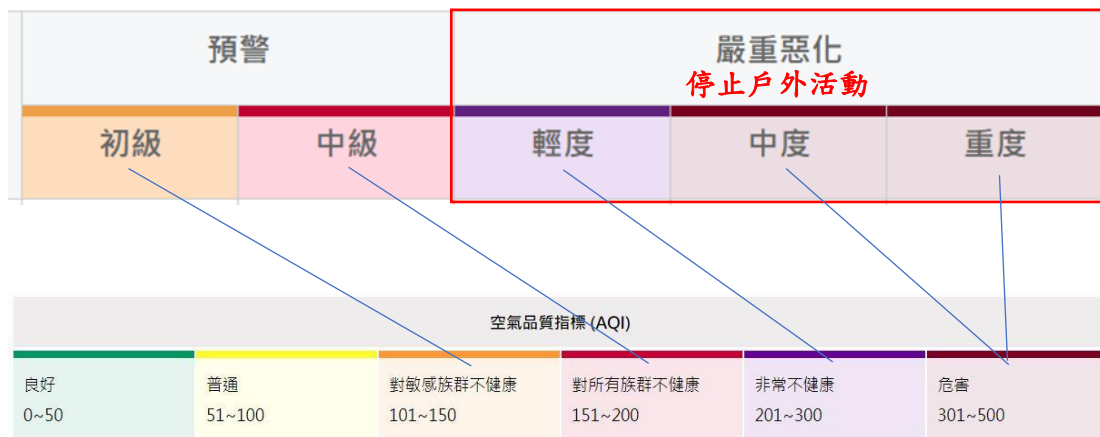 預警
嚴重惡化
停止戶外活動
初級
中級
輕度
中度
重度
空氣品質指標 (AQI)
良好
0~50
普通
51~100
對敏感族群不健康
101~150
對所有族群不健康
151~200
非常不健康
201~300
危害
301~500